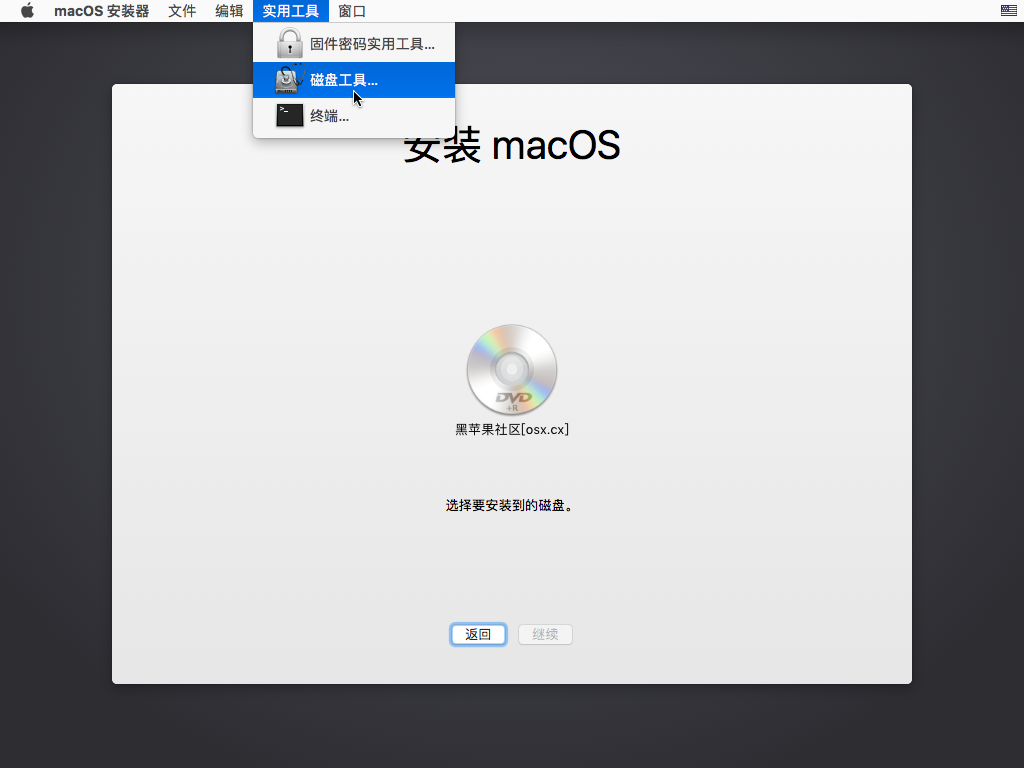 macOS 安装器 文件 编辑 实用工具 窗口
固件密码实用工具...
磁盘工具...
>_
终端...
安装 macOS
DVD
+R
黑苹果社区[osx.cx]
选择要安装到的磁盘。
返回 继续